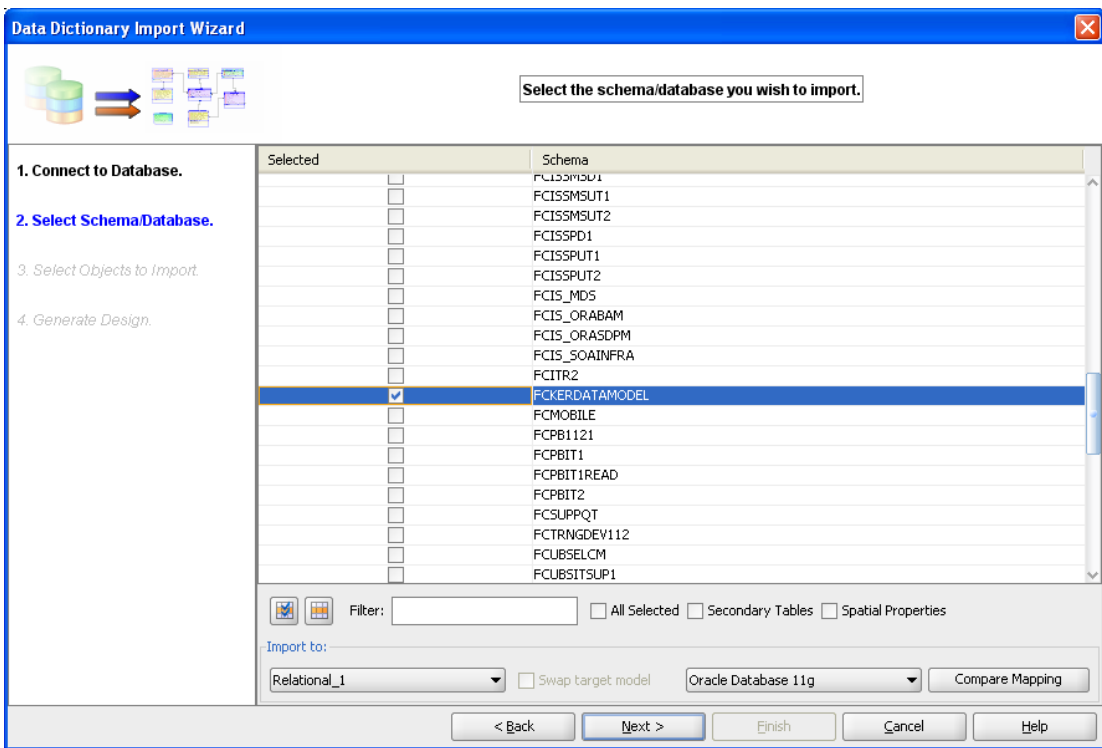 Data Dictionary Import Wizard
Select the schema/database you wish to import.
1. Connect to Database.
2. Select Schema/Database.
3. Select Objects to Import.
4. Generate Design.
Selected Schema
FCISSMSD1
FCISSMSUT1
FCISSMSUT2
FCISSPD1
FCISSPUT1
FCISSPUT2
FCIS_MDS
FCIS_ORABAM
FCIS_ORASDPM
FCIS_SOAINFRA
FCITR2
FCKERDATAMODEL
FCMOBILE
FCPB1121
FCPBIT1
FCPBIT1READ
FCPBIT2
FCSUPPQT
FCTRNGDEV112
FCUBSELCM
FCUBSITSUP1
Filter: All Selected Secondary Tables Spatial Properties
Import to:
Relational_1 Swap target model Oracle Database 11g Compare Mapping
< Back Next > Finish Cancel Help